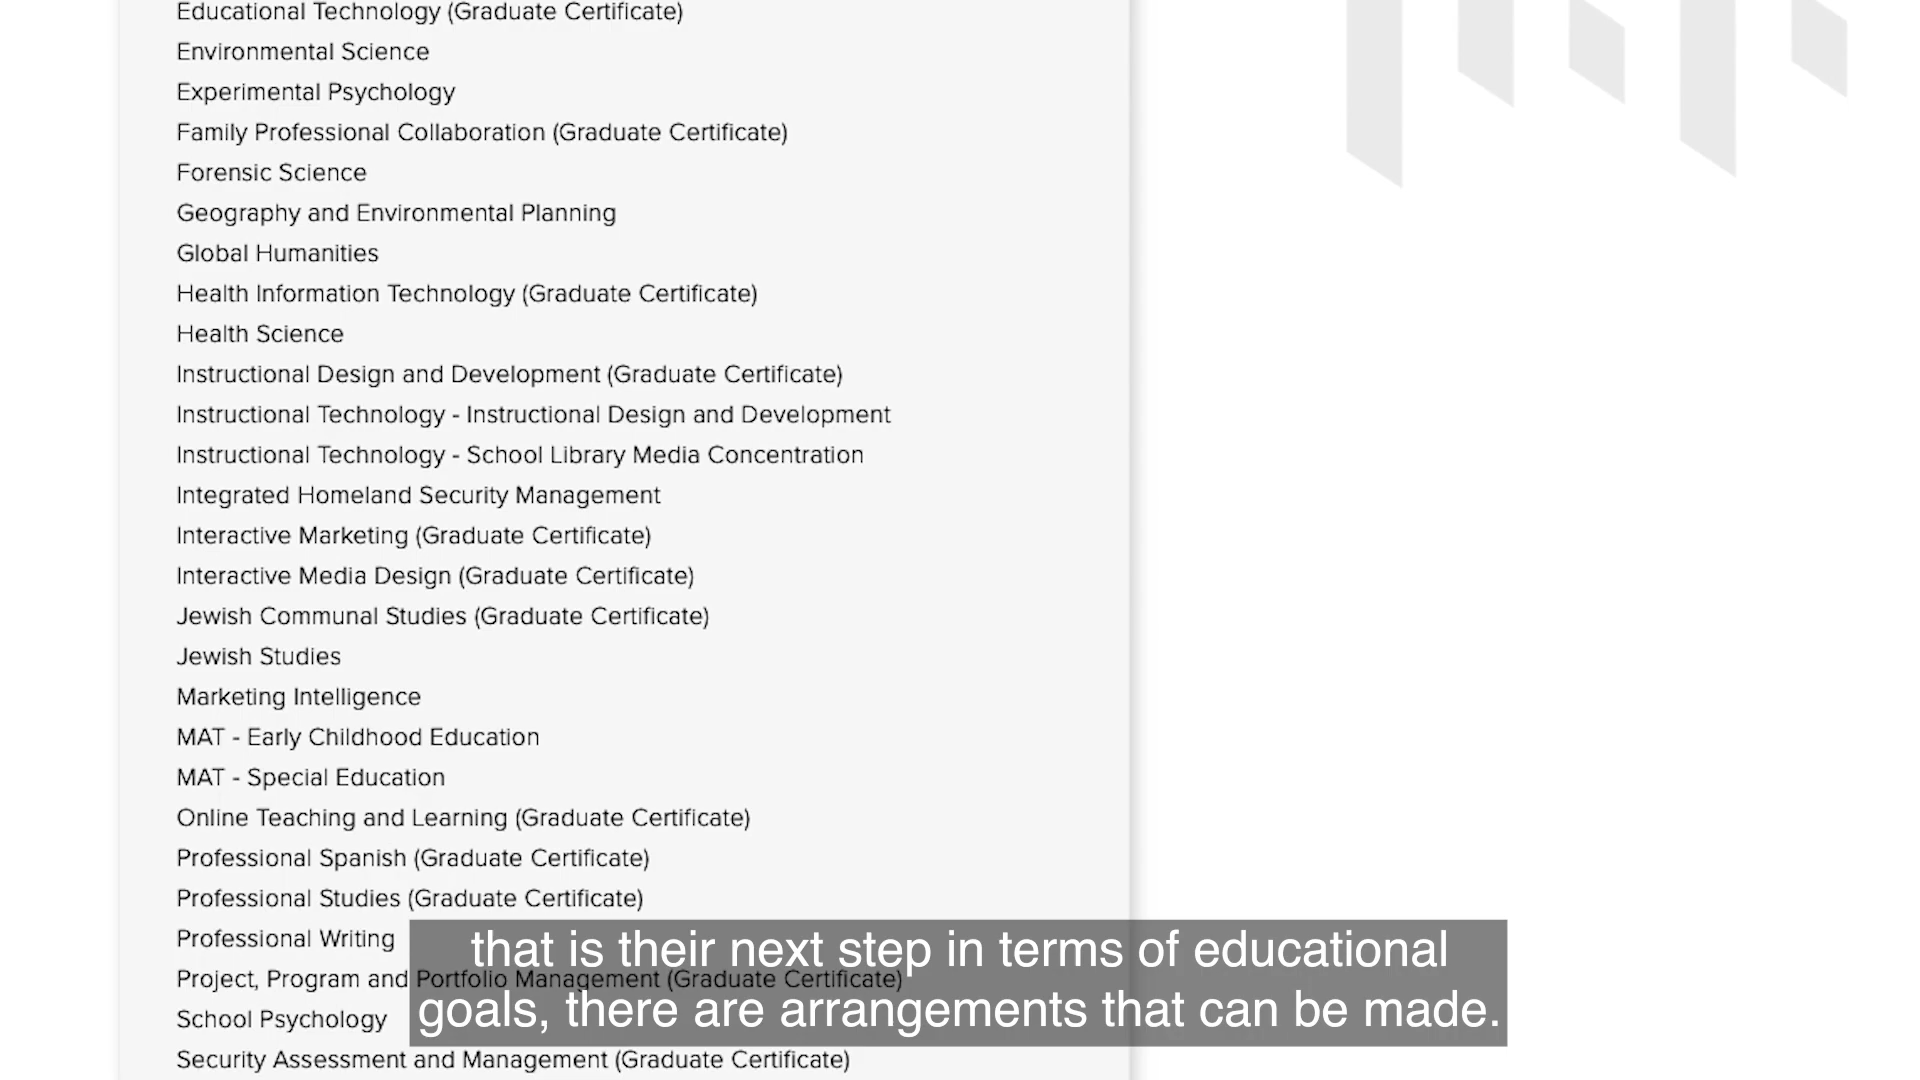 Educational Technology (Graduate Certificate)
Environmental Science
Experimental Psychology
Family Professional Collaboration (Graduate Certificate)
Forensic Science
Geography and Environmental Planning
Global Humanities
Health Information Technology (Graduate Certificate)
Health Science
Instructional Design and Development (Graduate Certificate)
Instructional Technology - Instructional Design and Development
Instructional Technology - School Library Media Concentration
Integrated Homeland Security Management
Interactive Marketing (Graduate Certificate)
Interactive Media Design (Graduate Certificate)
Jewish Communal Studies (Graduate Certificate)
Jewish Studies
Marketing Intelligence
MAT - Early Childhood Education
MAT - Special Education
Online Teaching and Learning (Graduate Certificate)
Professional Spanish (Graduate Certificate)
Professional Studies (Graduate Certificate)
Professional Writing
Project, Program and Portfolio Management (Graduate Certificate)
School Psychology
Security Assessment and Management (Graduate Certificate)
that is their next step in terms of educational
goals, there are arrangements that can be made.